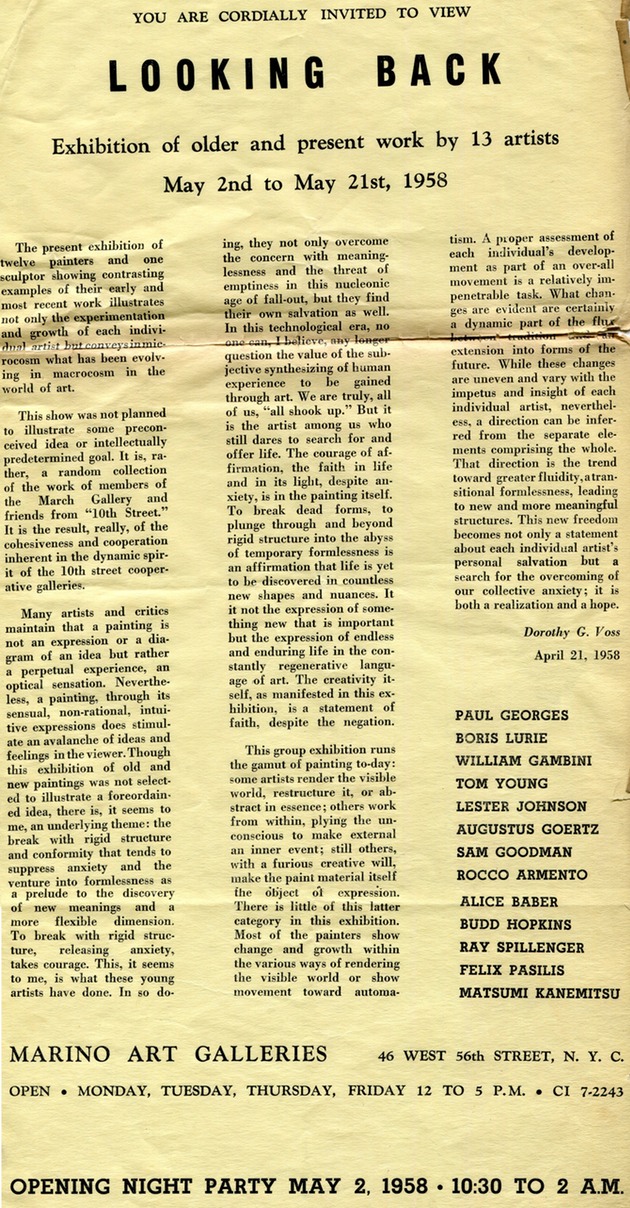 YOU ARE CORDIALLY INVITED TO VIEW
LOOKING BACK
Exhibition of older and present work by 13 artists
May 2nd to May 21st, 1958
The present exhibition of
twelve painters and one
sculptor showing contrasting
examples of their early and
most recent work illustrates
not only the experimentation
and growth of each indivi-
dual artist but conveys in mic-
rocosm what has been evolv-
ing in macrocosm in the
world of art.
This show was not planned
to illustrate some precon-
ceived idea or intellectually
predetermined goal. It is, ra-
ther, a random collection
of the work of members of
the March Gallery and
friends from “10th Street.”
It is the result, really, of the
cohesiveness and cooperation
inherent in the dynamic spir-
it of the 10th street cooper-
ative galleries.
Many artists and critics
maintain that a painting is
not an expression or a dia-
gram of an idea but rather
a perpetual experience, an
optical sensation. Neverthe-
less, a painting, through its
sensual, non-rational, intui-
tive expressions does stimul-
ate an avalanche of ideas and
feelings in the viewer. Though
this exhibition of old and
new paintings was not select-
ed to illustrate a foreordain-
ed idea, there is, it seems to
me, an underlying theme: the
break with rigid structure
and conformity that tends to
suppress anxiety and the
venture into formlessness as
a prelude to the discovery
of new meanings and a
more flexible dimension.
To break with rigid struc-
ture, releasing anxiety,
takes courage. This, it seems
to me, is what these young
artists have done. In so do-
ing, they not only overcome
the concern with meaning-
lessness and the threat of
emptiness in this nucleonic
age of fall-out, but they find
their own salvation as well.
In this technological era, no
one can, I believe, any longer
question the value of the sub-
jective synthesizing of human
experience to be gained
through art. We are truly, all
of us, “all shook up.” But it
is the artist among us who
still dares to search for and
offer life. The courage of af-
firmation, the faith in life
and in its light, despite an-
xiety, is in the painting itself.
To break dead forms, to
plunge through and beyond
rigid structure into the abyss
of temporary formlessness is
an affirmation that life is yet
to be discovered in countless
new shapes and nuances. It
it not the expression of some-
thing new that is important
but the expression of endless
and enduring life in the con-
stantly regenerative langu-
age of art. The creativity it-
self, as manifested in this ex-
hibition, is a statement of
faith, despite the negation.
This group exhibition runs
the gamut of painting to-day:
some artists render the visible
world, restructure it, or ab-
stract in essence; others work
from within, plying the un-
conscious to make external
an inner event; still others,
with a furious creative will,
make the paint material itself
the object of expression.
There is little of this latter
category in this exhibition.
Most of the painters show
change and growth within
the various ways of rendering
the visible world or show
movement toward automa-
tism. A proper assessment of
each individual's develop-
ment as part of an over-all
movement is a relatively im-
penetrable task. What chan-
ges are evident are certainly
a dynamic part of the flux
between tradition and an
extension into forms of the
future. While these changes
are uneven and vary with the
impetus and insight of each
individual artist, neverthel-
ess, a direction can be infer-
red from the separate ele-
ments comprising the whole.
That direction is the trend
toward greater fluidity, a tran-
sitional formlessness, leading
to new and more meaningful
structures. This new freedom
becomes not only a statement
about each individual artist's
personal salvation but a
search for the overcoming of
our collective anxiety; it is
both a realization and a hope.
Dorothy G. Voss
April 21, 1958
PAUL GEORGES
BORIS LURIE
WILLIAM GAMBINI
TOM YOUNG
LESTER JOHNSON
AUGUSTUS GOERTZ
SAM GOODMAN
ROCCO ARMENTO
ALICE BABER
BUDD HOPKINS
RAY SPILLENGER
FELIX PASILIS
MATSUMI KANEMITSU
MARINO ART GALLERIES 46 WEST 56th STREET, N. Y. C.
OPEN • MONDAY, TUESDAY, THURSDAY, FRIDAY 12 TO 5 P.M. • CI 7-2243
OPENING NIGHT PARTY MAY 2, 1958 • 10:30 TO 2 A.M.